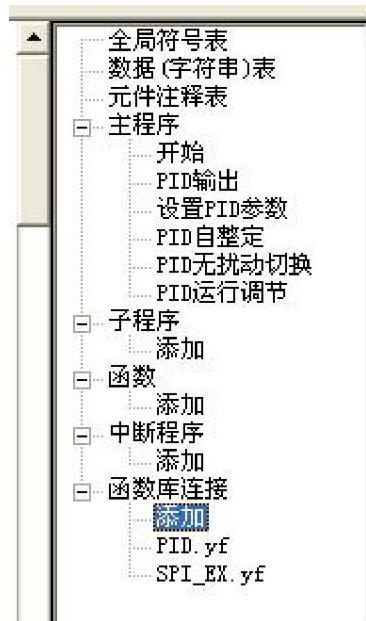 全局符号表
数据(字符串)表
元件注释表
主程序
开始
PID输出
设置PID参数
PID自整定
PID无扰动切换
PID运行调节
子程序
添加
函数
添加
中断程序
添加
函数库连接
添加
PID.yf
SPI_EX.yf